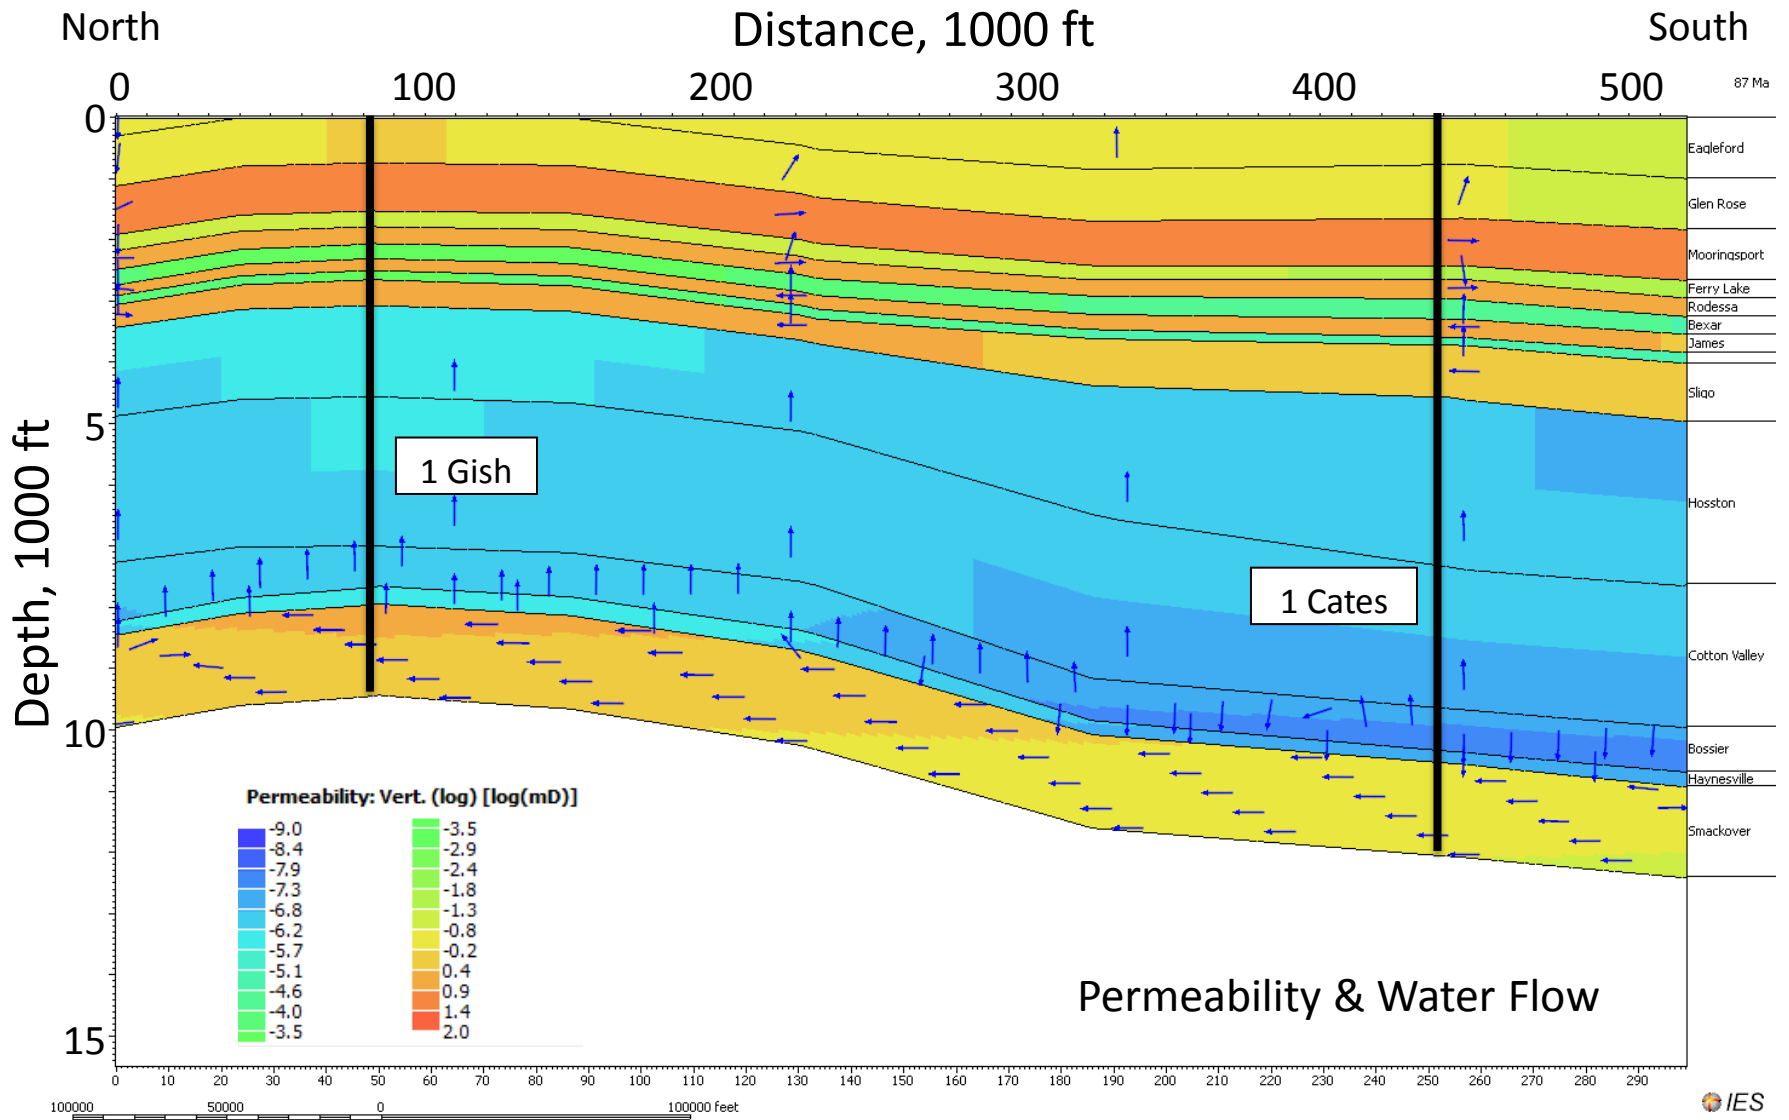 North
Distance, 1000 ft
South
0 100 200 300 400 500
87 Ma
0
5
10
15
Depth, 1000 ft
Eagleford
Glen Rose
Mooringsport
Ferry Lake
Rodessa
Bexar
James
Sligo
Hosston
Cotton Valley
Bossier
Haynesville
Smackover
1 Gish
1 Cates
Permeability: Vert. (log) [log(mD)]
-9.0 -3.5
-8.4 -2.9
-7.9 -2.4
-7.3 -1.8
-6.8 -1.3
-6.2 -0.8
-5.7 -0.2
-5.1 0.4
-4.6 0.9
-4.0 1.4
-3.5 2.0
Permeability & Water Flow
0 10 20 30 40 50 60 70 80 90 100 110 120 130 140 150 160 170 180 190 200 210 220 230 240 250 260 270 280 290
100000 50000 0 100000 feet
IES